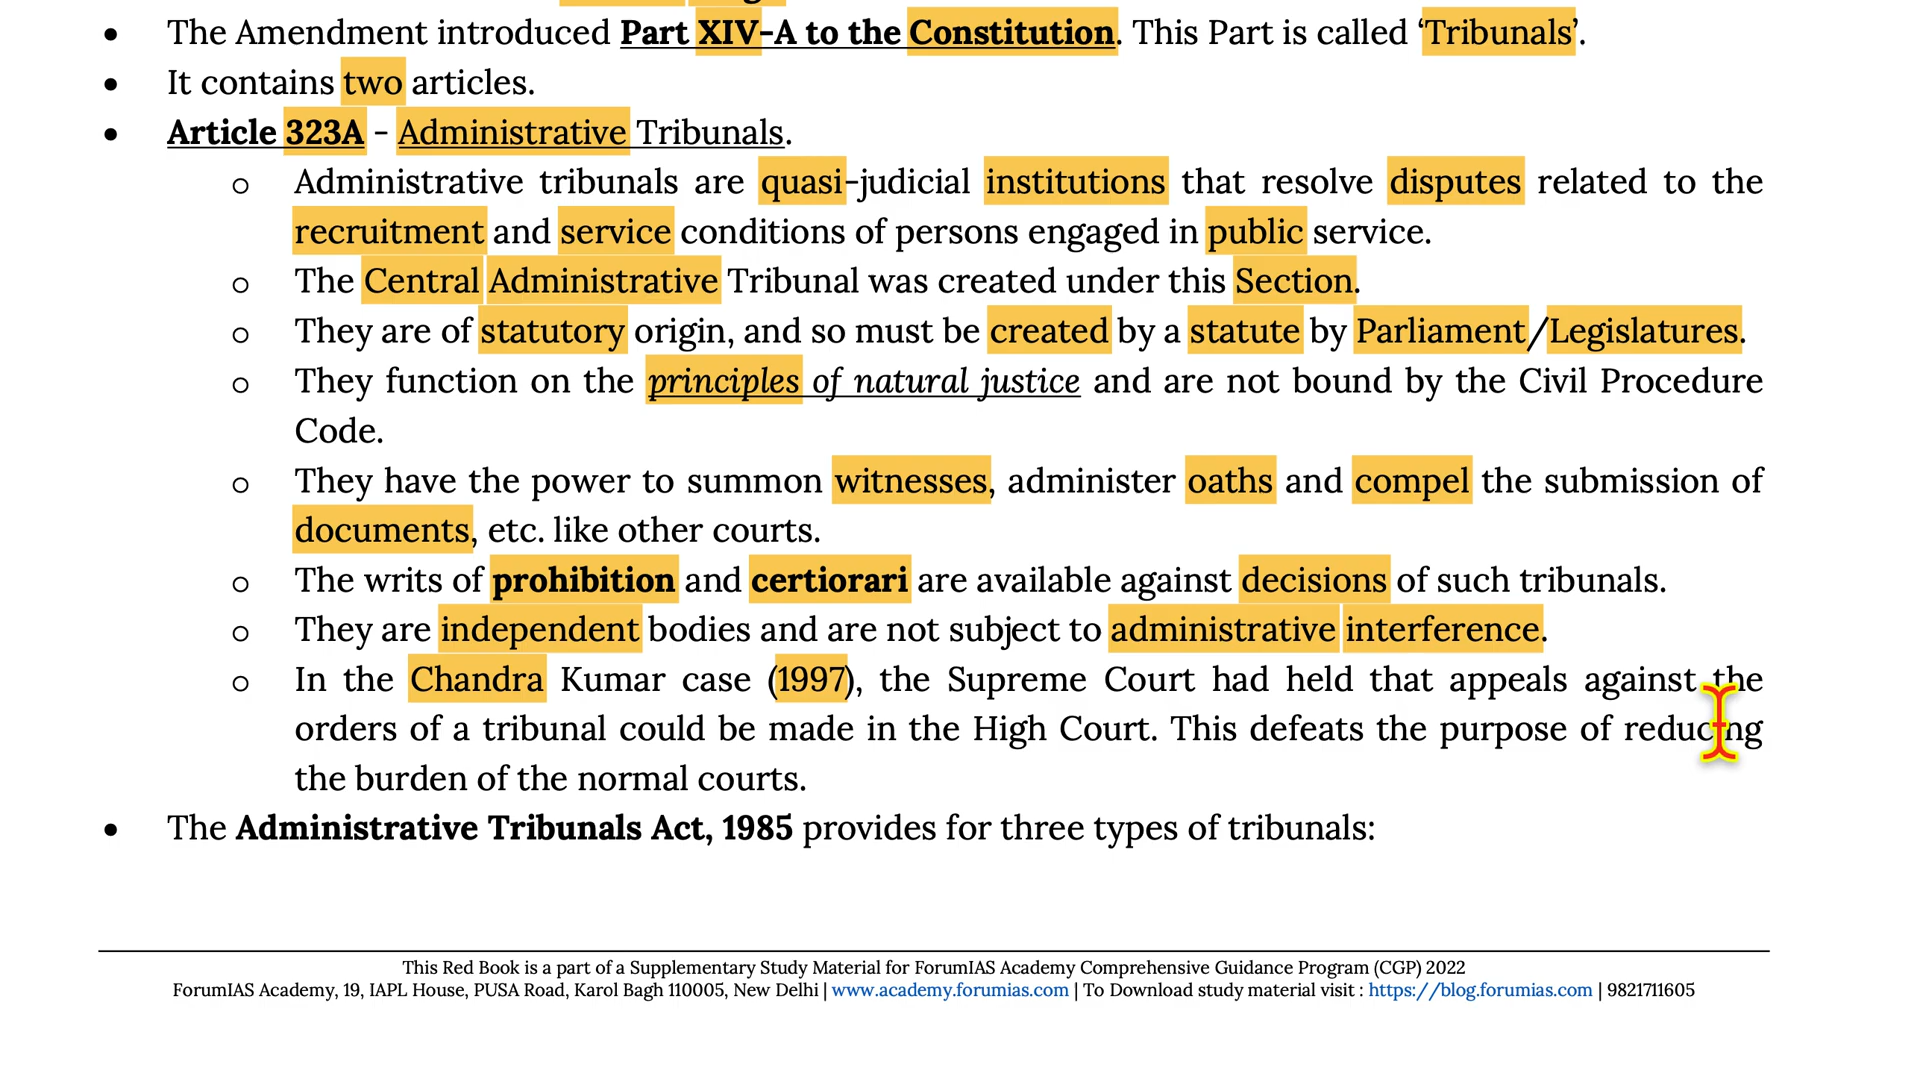 • The Amendment introduced Part XIV-A to the Constitution. This Part is called ‘Tribunals’.
• It contains two articles.
• Article 323A - Administrative Tribunals.
o Administrative tribunals are quasi-judicial institutions that resolve disputes related to the
recruitment and service conditions of persons engaged in public service.
o The Central Administrative Tribunal was created under this Section.
o They are of statutory origin, and so must be created by a statute by Parliament/Legislatures.
o They function on the principles of natural justice and are not bound by the Civil Procedure
Code.
o They have the power to summon witnesses, administer oaths and compel the submission of
documents, etc. like other courts.
o The writs of prohibition and certiorari are available against decisions of such tribunals.
o They are independent bodies and are not subject to administrative interference.
o In the Chandra Kumar case (1997), the Supreme Court had held that appeals against the
orders of a tribunal could be made in the High Court. This defeats the purpose of reducing
the burden of the normal courts.
• The Administrative Tribunals Act, 1985 provides for three types of tribunals:
This Red Book is a part of a Supplementary Study Material for ForumIAS Academy Comprehensive Guidance Program (CGP) 2022
ForumIAS Academy, 19, IAPL House, PUSA Road, Karol Bagh 110005, New Delhi | www.academy.forumias.com | To Download study material visit : https://blog.forumias.com | 9821711605